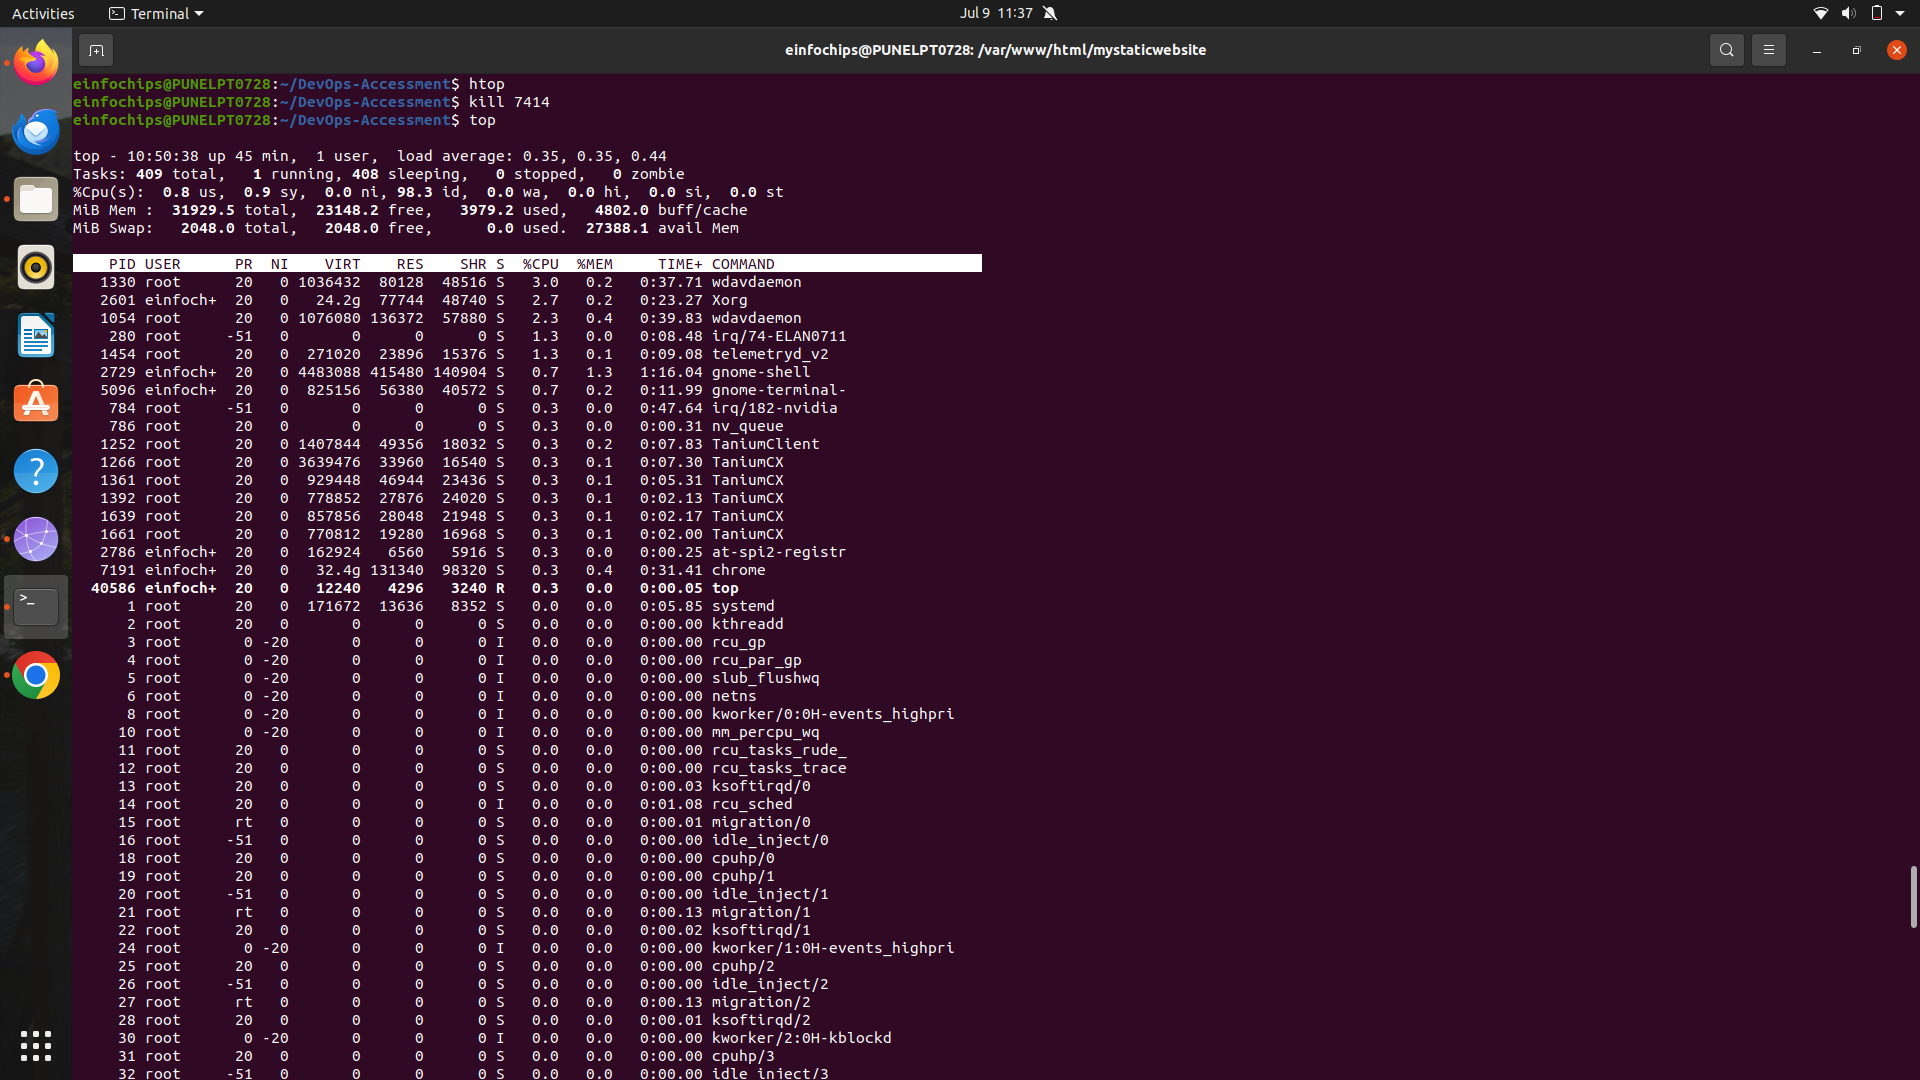 Activities Terminal Jul 9 11:37
einfochips@PUNELPT0728: /var/www/html/mystaticwebsite
einfochips@PUNELPT0728:~/DevOps-Accessment$ htop
einfochips@PUNELPT0728:~/DevOps-Accessment$ kill 7414
einfochips@PUNELPT0728:~/DevOps-Accessment$ top
top - 10:50:38 up 45 min,  1 user,  load average: 0.35, 0.35, 0.44
Tasks: 409 total,   1 running, 408 sleeping,   0 stopped,   0 zombie
%Cpu(s):  0.8 us,  0.9 sy,  0.0 ni, 98.3 id,  0.0 wa,  0.0 hi,  0.0 si,  0.0 st
MiB Mem :  31929.5 total,  23148.2 free,   3979.2 used,   4802.0 buff/cache
MiB Swap:   2048.0 total,   2048.0 free,      0.0 used.  27388.1 avail Mem
PID USER PR NI VIRT RES SHR S %CPU %MEM TIME+ COMMAND
1330 root 20 0 1036432 80128 48516 S 3.0 0.2 0:37.71 wdavdaemon
2601 einfoch+ 20 0 24.2g 77744 48740 S 2.7 0.2 0:23.27 Xorg
1054 root 20 0 1076080 136372 57880 S 2.3 0.4 0:39.83 wdavdaemon
280 root -51 0 0 0 0 S 1.3 0.0 0:08.48 irq/74-ELAN0711
1454 root 20 0 271020 23896 15376 S 1.3 0.1 0:09.08 telemetryd_v2
2729 einfoch+ 20 0 4483088 415480 140904 S 0.7 1.3 1:16.04 gnome-shell
5096 einfoch+ 20 0 825156 56380 40572 S 0.7 0.2 0:11.99 gnome-terminal-
784 root -51 0 0 0 0 S 0.3 0.0 0:47.64 irq/182-nvidia
786 root 20 0 0 0 0 S 0.3 0.0 0:00.31 nv_queue
1252 root 20 0 1407844 49356 18032 S 0.3 0.2 0:07.83 TaniumClient
1266 root 20 0 3639476 33960 16540 S 0.3 0.1 0:07.30 TaniumCX
1361 root 20 0 929448 46944 23436 S 0.3 0.1 0:05.31 TaniumCX
1392 root 20 0 778852 27876 24020 S 0.3 0.1 0:02.13 TaniumCX
1639 root 20 0 857856 28048 21948 S 0.3 0.1 0:02.17 TaniumCX
1661 root 20 0 770812 19280 16968 S 0.3 0.1 0:02.00 TaniumCX
2786 einfoch+ 20 0 162924 6560 5916 S 0.3 0.0 0:00.25 at-spi2-registr
7191 einfoch+ 20 0 32.4g 131340 98320 S 0.3 0.4 0:31.41 chrome
40586 einfoch+ 20 0 12240 4296 3240 R 0.3 0.0 0:00.05 top
1 root 20 0 171672 13636 8352 S 0.0 0.0 0:05.85 systemd
2 root 20 0 0 0 0 S 0.0 0.0 0:00.00 kthreadd
3 root 0 -20 0 0 0 I 0.0 0.0 0:00.00 rcu_gp
4 root 0 -20 0 0 0 I 0.0 0.0 0:00.00 rcu_par_gp
5 root 0 -20 0 0 0 I 0.0 0.0 0:00.00 slub_flushwq
6 root 0 -20 0 0 0 I 0.0 0.0 0:00.00 netns
8 root 0 -20 0 0 0 I 0.0 0.0 0:00.00 kworker/0:0H-events_highpri
10 root 0 -20 0 0 0 I 0.0 0.0 0:00.00 mm_percpu_wq
11 root 20 0 0 0 0 S 0.0 0.0 0:00.00 rcu_tasks_rude_
12 root 20 0 0 0 0 S 0.0 0.0 0:00.00 rcu_tasks_trace
13 root 20 0 0 0 0 S 0.0 0.0 0:00.03 ksoftirqd/0
14 root 20 0 0 0 0 I 0.0 0.0 0:01.08 rcu_sched
15 root rt 0 0 0 0 S 0.0 0.0 0:00.01 migration/0
16 root -51 0 0 0 0 S 0.0 0.0 0:00.00 idle_inject/0
18 root 20 0 0 0 0 S 0.0 0.0 0:00.00 cpuhp/0
19 root 20 0 0 0 0 S 0.0 0.0 0:00.00 cpuhp/1
20 root -51 0 0 0 0 S 0.0 0.0 0:00.00 idle_inject/1
21 root rt 0 0 0 0 S 0.0 0.0 0:00.13 migration/1
22 root 20 0 0 0 0 S 0.0 0.0 0:00.02 ksoftirqd/1
24 root 0 -20 0 0 0 I 0.0 0.0 0:00.00 kworker/1:0H-events_highpri
25 root 20 0 0 0 0 S 0.0 0.0 0:00.00 cpuhp/2
26 root -51 0 0 0 0 S 0.0 0.0 0:00.00 idle_inject/2
27 root rt 0 0 0 0 S 0.0 0.0 0:00.13 migration/2
28 root 20 0 0 0 0 S 0.0 0.0 0:00.01 ksoftirqd/2
30 root 0 -20 0 0 0 I 0.0 0.0 0:00.00 kworker/2:0H-kblockd
31 root 20 0 0 0 0 S 0.0 0.0 0:00.00 cpuhp/3
32 root -51 0 0 0 0 S 0.0 0.0 0:00.00 idle_inject/3